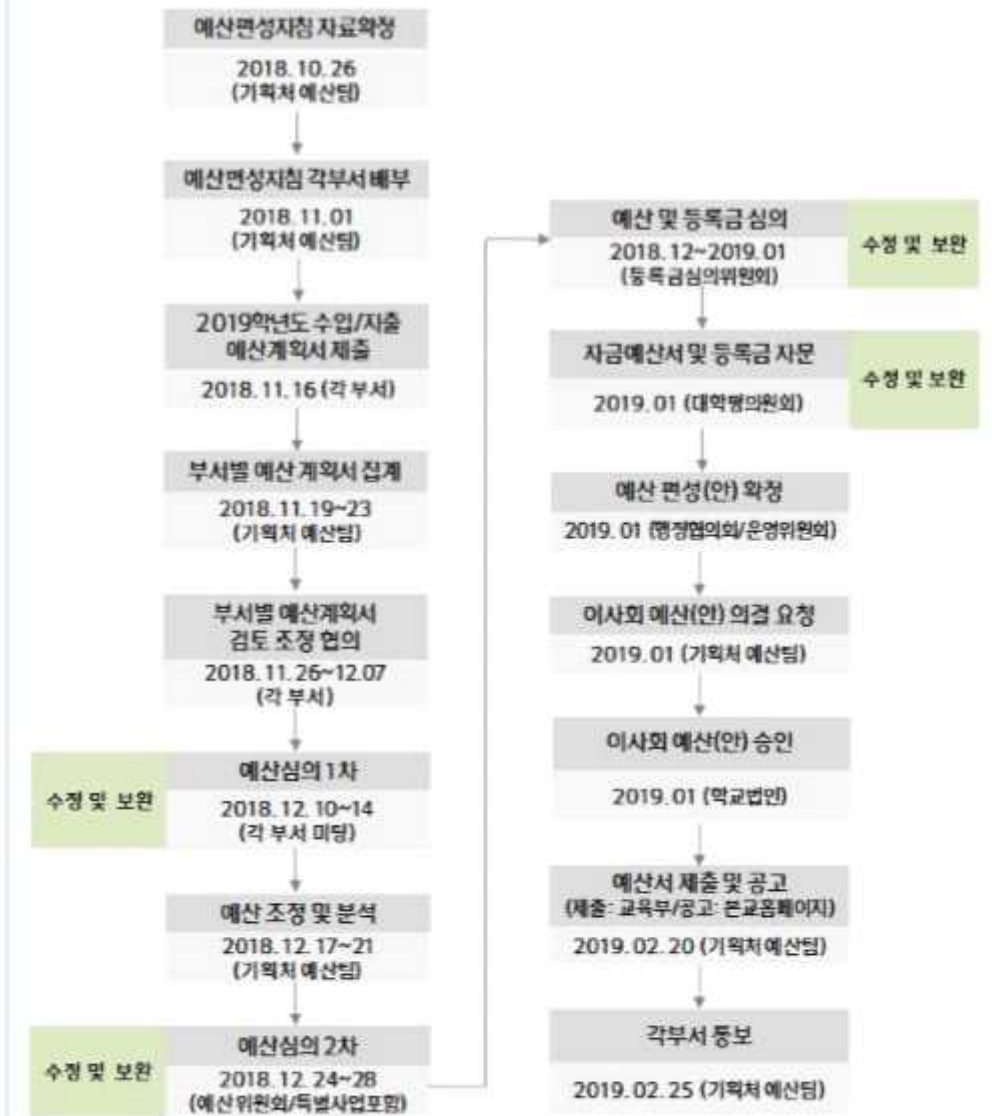 예산편성지침 자료확정
2018.10.26
(기획처 예산팀)
예산편성지침 각부서 배부
2018.11.01
(기획처 예산팀)
2019학년도 수입/지출
예산계획서 제출
2018.11.16 (각 부서)
부서별 예산 계획서 집계
2018.11.19~23
(기획처 예산팀)
부서별 예산계획서
검토 조정 협의
2018.11.26~12.07
(각 부서)
수정 및 보완
예산심의 1차
2018.12.10~14
(각 부서 미팅)
예산 조정 및 분석
2018.12.17~21
(기획처 예산팀)
수정 및 보완
예산심의 2차
2018.12.24~28
(예산위원회/특별사업포함)
예산 및 등록금 심의
수정 및 보완
2018.12~2019.01
(등록금심의위원회)
자금예산서 및 등록금 자문
수정 및 보완
2019.01 (대학평의원회)
예산 편성(안) 확정
2019.01 (행정협의회/운영위원회)
이사회 예산(안) 의결 요청
2019.01 (기획처 예산팀)
이사회 예산(안) 승인
2019.01 (학교법인)
예산서 제출 및 공고
(제출: 교육부/공고: 본교홈페이지)
2019.02.20 (기획처 예산팀)
각부서 통보
2019.02.25 (기획처 예산팀)